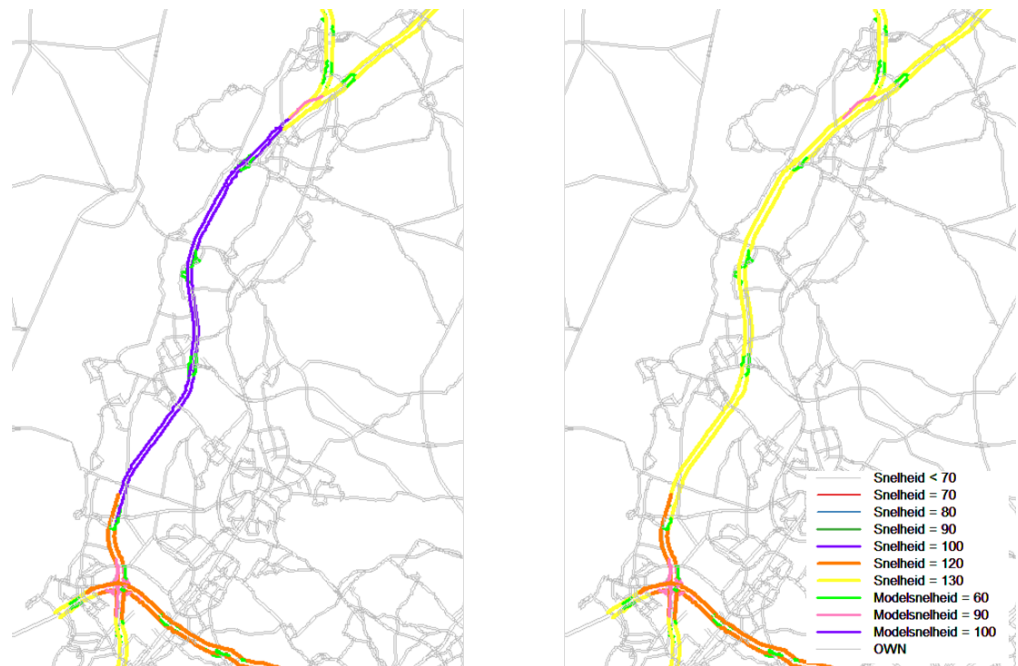 Snelheid < 70
Snelheid = 70
Snelheid = 80
Snelheid = 90
Snelheid = 100
Snelheid = 120
Snelheid = 130
Modelsnelheid = 60
Modelsnelheid = 90
Modelsnelheid = 100
OWN